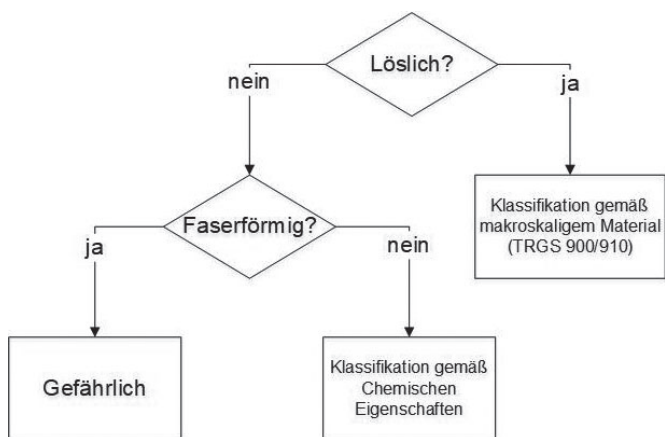 Löslich?
nein
ja
Faserförmig?
Klassifikation gemäß
makroskaligem Material
(TRGS 900/910)
ja
nein
Gefährlich
Klassifikation gemäß
Chemischen
Eigenschaften